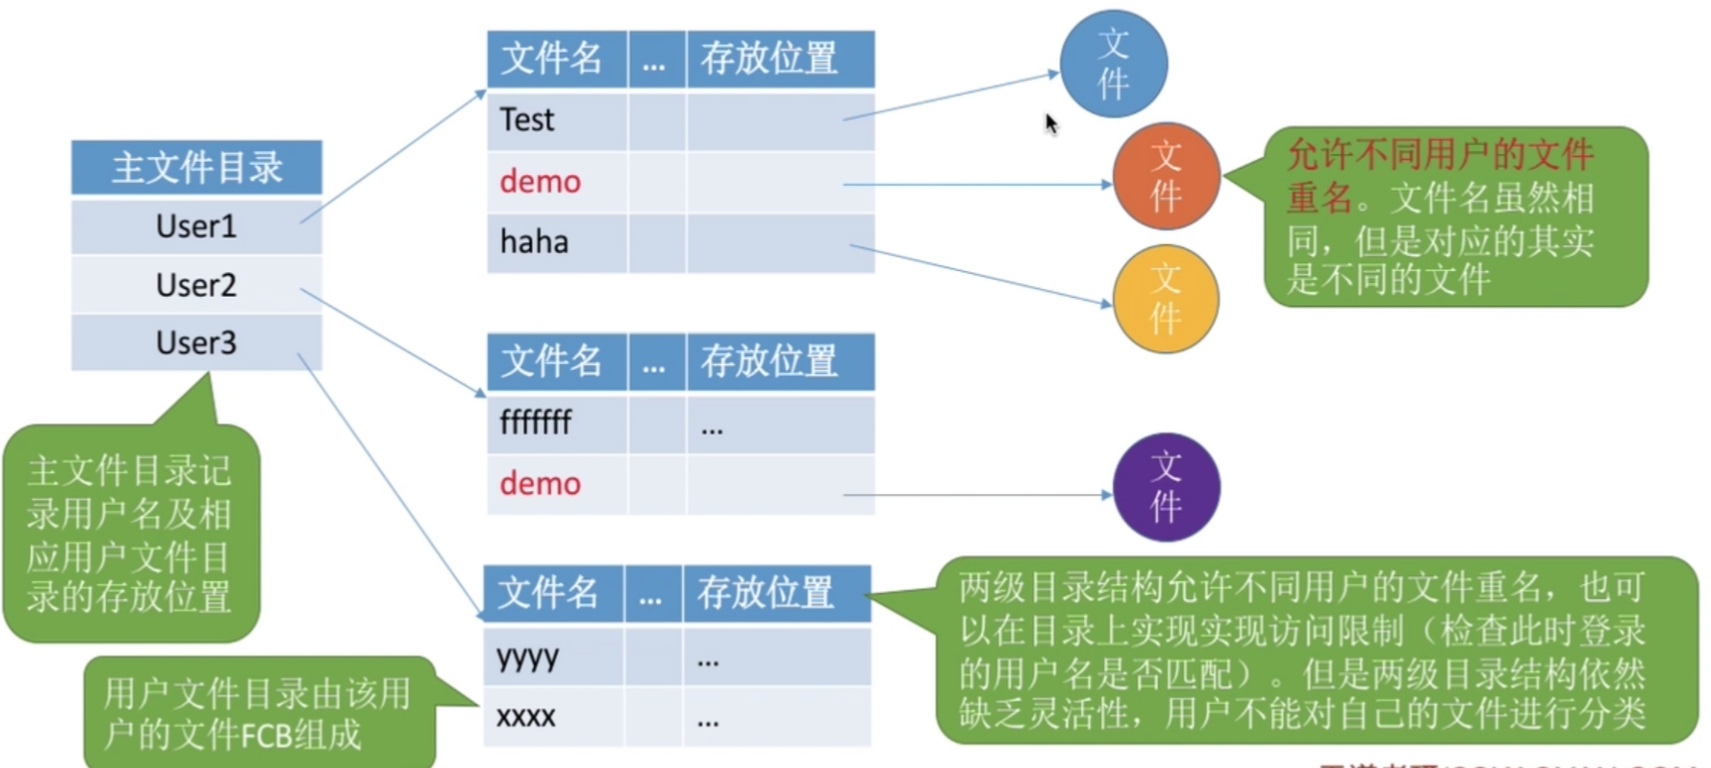 主文件目录
User1
User2
User3
主文件目录记
录用户名及相
应用户文件目
录的存放位置
文件名 ... 存放位置
Test
demo
haha
文件
文件
文件
允许不同用户的文件
重名。文件名虽然相
同，但是对应的其实
是不同的文件
文件名 ... 存放位置
fffffff ...
demo
文件
文件名 ... 存放位置
yyyy ...
xxxx ...
用户文件目录由该用
户的文件FCB组成
两级目录结构允许不同用户的文件重名，也可
以在目录上实现实现访问限制（检查此时登录
的用户名是否匹配）。但是两级目录结构依然
缺乏灵活性，用户不能对自己的文件进行分类